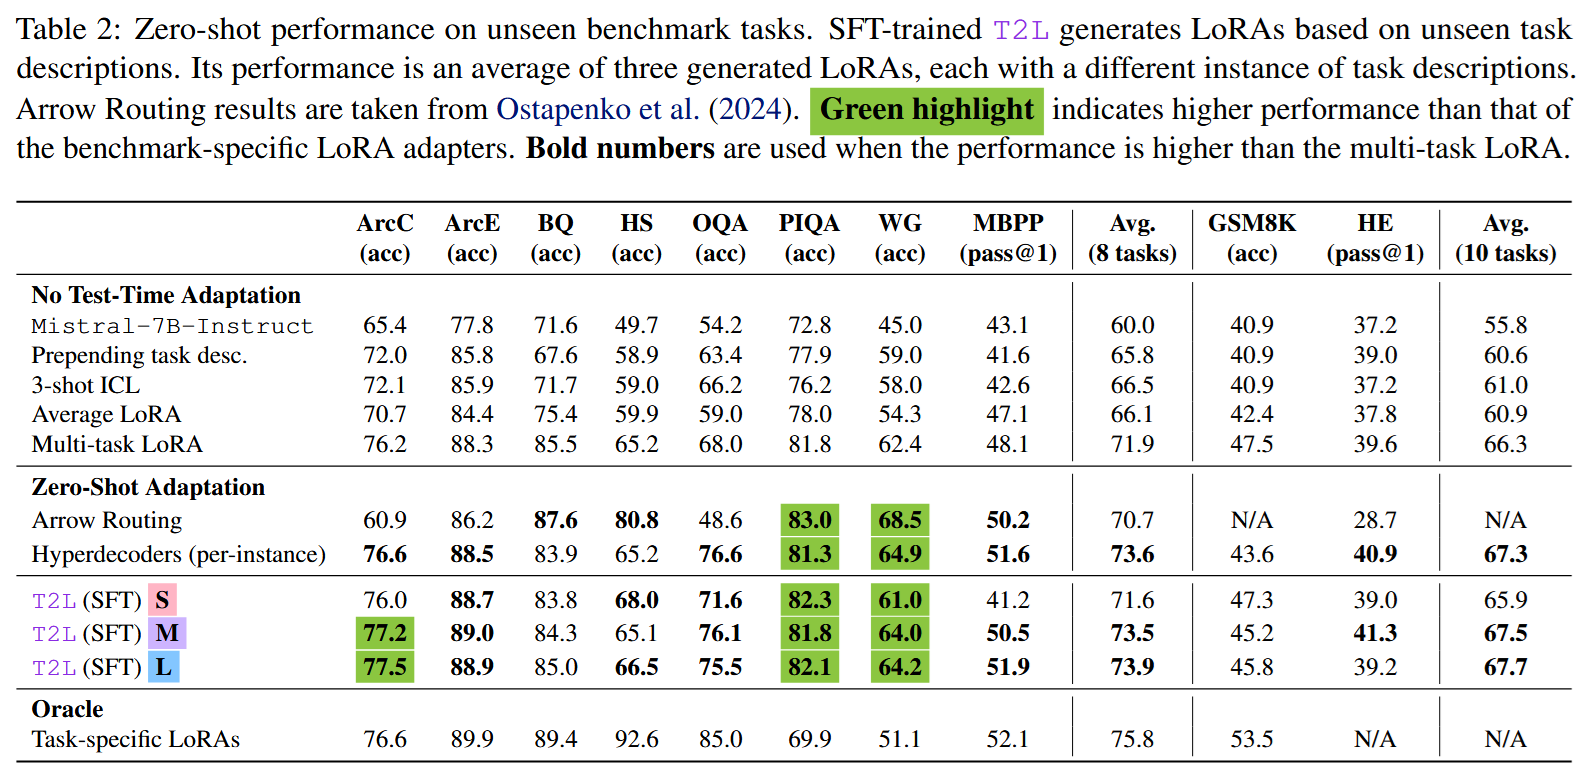 Table 2: Zero-shot performance on unseen benchmark tasks. SFT-trained T2L generates LoRAs based on unseen task
descriptions. Its performance is an average of three generated LoRAs, each with a different instance of task descriptions.
Arrow Routing results are taken from Ostapenko et al. (2024). Green highlight indicates higher performance than that of
the benchmark-specific LoRA adapters. Bold numbers are used when the performance is higher than the multi-task LoRA.
ArcC ArcE BQ HS OQA PIQA WG MBPP Avg. GSM8K HE Avg.
(acc) (acc) (acc) (acc) (acc) (acc) (acc) (pass@1) (8 tasks) (acc) (pass@1) (10 tasks)
No Test-Time Adaptation
Mistral-7B-Instruct 65.4 77.8 71.6 49.7 54.2 72.8 45.0 43.1 60.0 40.9 37.2 55.8
Prepending task desc. 72.0 85.8 67.6 58.9 63.4 77.9 59.0 41.6 65.8 40.9 39.0 60.6
3-shot ICL 72.1 85.9 71.7 59.0 66.2 76.2 58.0 42.6 66.5 40.9 37.2 61.0
Average LoRA 70.7 84.4 75.4 59.9 59.0 78.0 54.3 47.1 66.1 42.4 37.8 60.9
Multi-task LoRA 76.2 88.3 85.5 65.2 68.0 81.8 62.4 48.1 71.9 47.5 39.6 66.3
Zero-Shot Adaptation
Arrow Routing 60.9 86.2 87.6 80.8 48.6 83.0 68.5 50.2 70.7 N/A 28.7 N/A
Hyperdecoders (per-instance) 76.6 88.5 83.9 65.2 76.6 81.3 64.9 51.6 73.6 43.6 40.9 67.3
T2L (SFT) S 76.0 88.7 83.8 68.0 71.6 82.3 61.0 41.2 71.6 47.3 39.0 65.9
T2L (SFT) M 77.2 89.0 84.3 65.1 76.1 81.8 64.0 50.5 73.5 45.2 41.3 67.5
T2L (SFT) L 77.5 88.9 85.0 66.5 75.5 82.1 64.2 51.9 73.9 45.8 39.2 67.7
Oracle
Task-specific LoRAs 76.6 89.9 89.4 92.6 85.0 69.9 51.1 52.1 75.8 53.5 N/A N/A